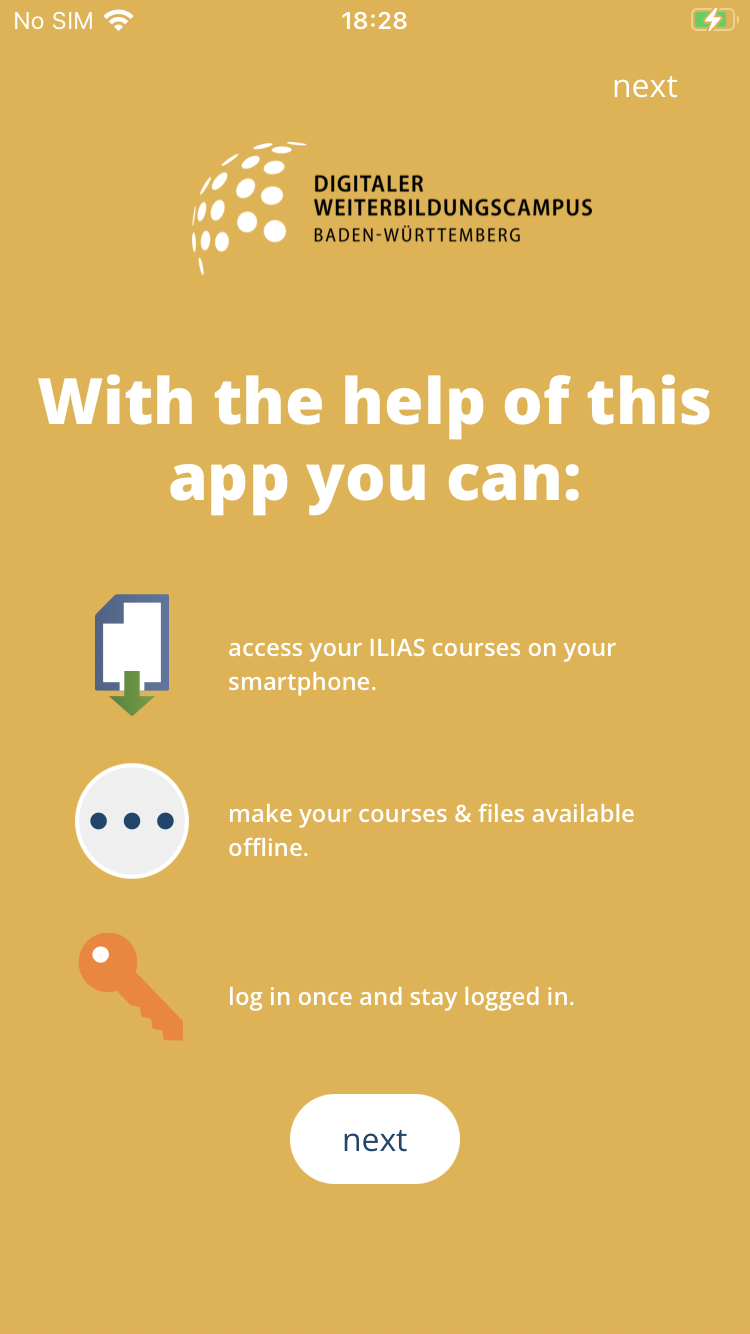 No SIM 18:28
next
DIGITALER
WEITERBILDUNGSCAMPUS
BADEN-WÜRTTEMBERG
With the help of this
app you can:
access your ILIAS courses on your
smartphone.
make your courses & files available
offline.
log in once and stay logged in.
next